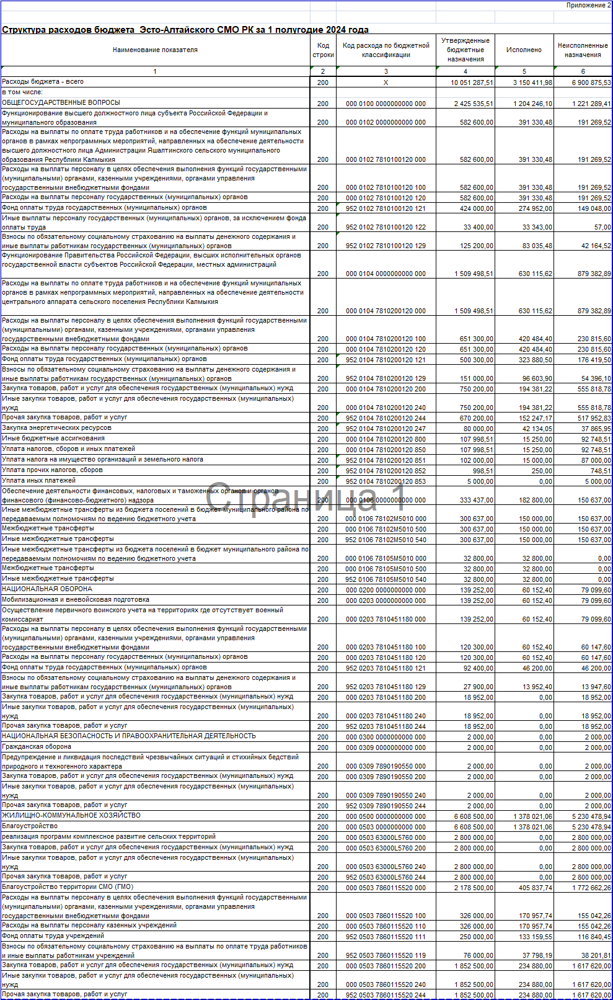 Приложение 2
Структура расходов бюджета Эсто-Алтайского СМО РК за 1 полугодие 2024 года
Наименование показателя | Код строки | Код расхода по бюджетной классификации | Утвержденные бюджетные назначения | Исполнено | Неисполненные назначения
1 2 3 4 5 6
Расходы бюджета - всего 200 X 10 051 287,51 3 150 411,98 6 900 875,53
в том числе:
ОБЩЕГОСУДАРСТВЕННЫЕ ВОПРОСЫ 200 000 0100 0000000000 000 2 425 535,51 1 204 246,10 1 221 289,41
Функционирование высшего должностного лица субъекта Российской Федерации и
муниципального образования 200 000 0102 0000000000 000 582 600,00 391 330,48 191 269,52
Расходы на выплаты по оплате труда работников и на обеспечение функций муниципальных
органов в рамках непрограммных мероприятий, направленных на обеспечение деятельности
высшего должностного лица Администрации Яшалтинского сельского муниципального
образования Республики Калмыкия 200 000 0102 7810100120 000 582 600,00 391 330,48 191 269,52
Расходы на выплаты персоналу в целях обеспечения выполнения функций государственными
(муниципальными) органами, казенными учреждениями, органами управления
государственными внебюджетными фондами 200 000 0102 7810100120 100 582 600,00 391 330,48 191 269,52
Расходы на выплаты персоналу государственных (муниципальных) органов 200 000 0102 7810100120 120 582 600,00 391 330,48 191 269,52
Фонд оплаты труда государственных (муниципальных) органов 200 952 0102 7810100120 121 424 000,00 274 952,00 149 048,00
Иные выплаты персоналу государственных (муниципальных) органов, за исключением фонда
оплаты труда 200 952 0102 7810100120 122 33 400,00 33 343,00 57,00
Взносы по обязательному социальному страхованию на выплаты денежного содержания и
иные выплаты работникам государственных (муниципальных) органов 200 952 0102 7810100120 129 125 200,00 83 035,48 42 164,52
Функционирование Правительства Российской Федерации, высших исполнительных органов
государственной власти субъектов Российской Федерации, местных администраций
200 000 0104 0000000000 000 1 509 498,51 630 115,62 879 382,89
Расходы на выплаты по оплате труда работников и на обеспечение функций муниципальных
органов в рамках непрограммных мероприятий, направленных на обеспечение деятельности
центрального аппарата сельского поселения Республики Калмыкия
200 000 0104 7810200120 000 1 509 498,51 630 115,62 879 382,89
Расходы на выплаты персоналу в целях обеспечения выполнения функций государственными
(муниципальными) органами, казенными учреждениями, органами управления
государственными внебюджетными фондами 200 000 0104 7810200120 100 651 300,00 420 484,40 230 815,60
Расходы на выплаты персоналу государственных (муниципальных) органов 200 000 0104 7810200120 120 651 300,00 420 484,40 230 815,60
Фонд оплаты труда государственных (муниципальных) органов 200 952 0104 7810200120 121 500 300,00 323 880,50 176 419,50
Взносы по обязательному социальному страхованию на выплаты денежного содержания и
иные выплаты работникам государственных (муниципальных) органов 200 952 0104 7810200120 129 151 000,00 96 603,90 54 396,10
Закупка товаров, работ и услуг для обеспечения государственных (муниципальных) нужд 200 000 0104 7810200120 200 750 200,00 194 381,22 555 818,78
Иные закупки товаров, работ и услуг для обеспечения государственных (муниципальных)
нужд 200 000 0104 7810200120 240 750 200,00 194 381,22 555 818,78
Прочая закупка товаров, работ и услуг 200 952 0104 7810200120 244 670 200,00 152 247,17 517 952,83
Закупка энергетических ресурсов 200 952 0104 7810200120 247 80 000,00 42 134,05 37 865,95
Иные бюджетные ассигнования 200 000 0104 7810200120 800 107 998,51 15 250,00 92 748,51
Уплата налогов, сборов и иных платежей 200 000 0104 7810200120 850 107 998,51 15 250,00 92 748,51
Уплата налога на имущество организаций и земельного налога 200 952 0104 7810200120 851 102 000,00 15 000,00 87 000,00
Уплата прочих налогов, сборов 200 952 0104 7810200120 852 998,51 250,00 748,51
Уплата иных платежей 200 952 0104 7810200120 853 5 000,00 0,00 5 000,00
Страница 1
Обеспечение деятельности финансовых, налоговых и таможенных органов и органов
финансового (финансово-бюджетного) надзора 200 000 0106 0000000000 000 333 437,00 182 800,00 150 637,00
Иные межбюджетные трансферты из бюджета поселений в бюджет муниципального района по
передаваемым полномочиям по ведению бюджетного учета 200 000 0106 78102М5010 000 300 637,00 150 000,00 150 637,00
Межбюджетные трансферты 200 000 0106 78102М5010 500 300 637,00 150 000,00 150 637,00
Иные межбюджетные трансферты 200 952 0106 78102М5010 540 300 637,00 150 000,00 150 637,00
Иные межбюджетные трансферты из бюджета поселений в бюджет муниципального района по
передаваемым полномочиям по ведению бюджетного учета 200 000 0106 78105М5010 000 32 800,00 32 800,00 0,00
Межбюджетные трансферты 200 000 0106 78105М5010 500 32 800,00 32 800,00 0,00
Иные межбюджетные трансферты 200 952 0106 78105М5010 540 32 800,00 32 800,00 0,00
НАЦИОНАЛЬНАЯ ОБОРОНА 200 000 0200 0000000000 000 139 252,00 60 152,40 79 099,60
Мобилизационная и вневойсковая подготовка 200 000 0203 0000000000 000 139 252,00 60 152,40 79 099,60
Осуществление первичного воинского учета на территориях где отсутствует военный
комиссариат 200 000 0203 7810451180 000 139 252,00 60 152,40 79 099,60
Расходы на выплаты персоналу в целях обеспечения выполнения функций государственными
(муниципальными) органами, казенными учреждениями, органами управления
государственными внебюджетными фондами 200 000 0203 7810451180 100 120 300,00 60 152,40 60 147,60
Расходы на выплаты персоналу государственных (муниципальных) органов 200 000 0203 7810451180 120 120 300,00 60 152,40 60 147,60
Фонд оплаты труда государственных (муниципальных) органов 200 952 0203 7810451180 121 92 400,00 46 200,00 46 200,00
Взносы по обязательному социальному страхованию на выплаты денежного содержания и
иные выплаты работникам государственных (муниципальных) органов 200 952 0203 7810451180 129 27 900,00 13 952,40 13 947,60
Закупка товаров, работ и услуг для обеспечения государственных (муниципальных) нужд 200 000 0203 7810451180 200 18 952,00 0,00 18 952,00
Иные закупки товаров, работ и услуг для обеспечения государственных (муниципальных)
нужд 200 000 0203 7810451180 240 18 952,00 0,00 18 952,00
Прочая закупка товаров, работ и услуг 200 952 0203 7810451180 244 18 952,00 0,00 18 952,00
НАЦИОНАЛЬНАЯ БЕЗОПАСНОСТЬ И ПРАВООХРАНИТЕЛЬНАЯ ДЕЯТЕЛЬНОСТЬ 200 000 0300 0000000000 000 2 000,00 0,00 2 000,00
Гражданская оборона 200 000 0309 0000000000 000 2 000,00 0,00 2 000,00
Предупреждение и ликвидация последствий чрезвычайных ситуаций и стихийных бедствий
природного и техногенного характера 200 000 0309 7890190550 000 2 000,00 0,00 2 000,00
Закупка товаров, работ и услуг для обеспечения государственных (муниципальных) нужд 200 000 0309 7890190550 200 2 000,00 0,00 2 000,00
Иные закупки товаров, работ и услуг для обеспечения государственных (муниципальных)
нужд 200 000 0309 7890190550 240 2 000,00 0,00 2 000,00
Прочая закупка товаров, работ и услуг 200 952 0309 7890190550 244 2 000,00 0,00 2 000,00
ЖИЛИЩНО-КОММУНАЛЬНОЕ ХОЗЯЙСТВО 200 000 0500 0000000000 000 6 608 500,00 1 378 021,06 5 230 478,94
Благоустройство 200 000 0503 0000000000 000 6 608 500,00 1 378 021,06 5 230 478,94
реализация программ комплексное развитие сельских территорий 200 000 0503 63000L5760 000 2 800 000,00 0,00 2 800 000,00
Закупка товаров, работ и услуг для обеспечения государственных (муниципальных) нужд 200 000 0503 63000L5760 200 2 800 000,00 0,00 2 800 000,00
Иные закупки товаров, работ и услуг для обеспечения государственных (муниципальных)
нужд 200 000 0503 63000L5760 240 2 800 000,00 0,00 2 800 000,00
Прочая закупка товаров, работ и услуг 200 952 0503 63000L5760 244 2 800 000,00 0,00 2 800 000,00
Благоустройство территории СМО (ГМО) 200 000 0503 7860115520 000 2 178 500,00 405 837,74 1 772 662,26
Расходы на выплаты персоналу в целях обеспечения выполнения функций государственными
(муниципальными) органами, казенными учреждениями, органами управления
государственными внебюджетными фондами 200 000 0503 7860115520 100 326 000,00 170 957,74 155 042,26
Расходы на выплаты персоналу казенных учреждений 200 000 0503 7860115520 110 326 000,00 170 957,74 155 042,26
Фонд оплаты труда учреждений 200 952 0503 7860115520 111 250 000,00 133 159,55 116 840,45
Взносы по обязательному социальному страхованию на выплаты по оплате труда работников
и иные выплаты работникам учреждений 200 952 0503 7860115520 119 76 000,00 37 798,19 38 201,81
Закупка товаров, работ и услуг для обеспечения государственных (муниципальных) нужд 200 000 0503 7860115520 200 1 852 500,00 234 880,00 1 617 620,00
Иные закупки товаров, работ и услуг для обеспечения государственных (муниципальных)
нужд 200 000 0503 7860115520 240 1 852 500,00 234 880,00 1 617 620,00
Прочая закупка товаров, работ и услуг 200 952 0503 7860115520 244 1 852 500,00 234 880,00 1 617 620,00